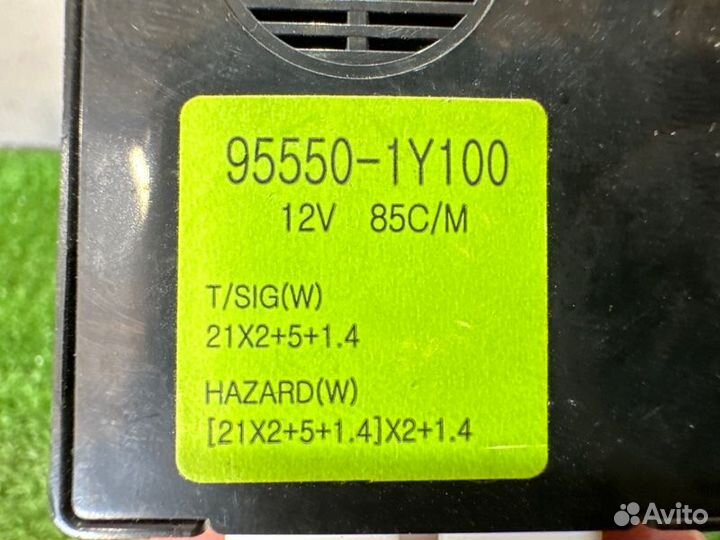 95550-1Y100
12V 85C/M
T/SIG(W)
21X2+5+1.4
HAZARD(W)
[21X2+5+1.4]X2+1.4
Avito